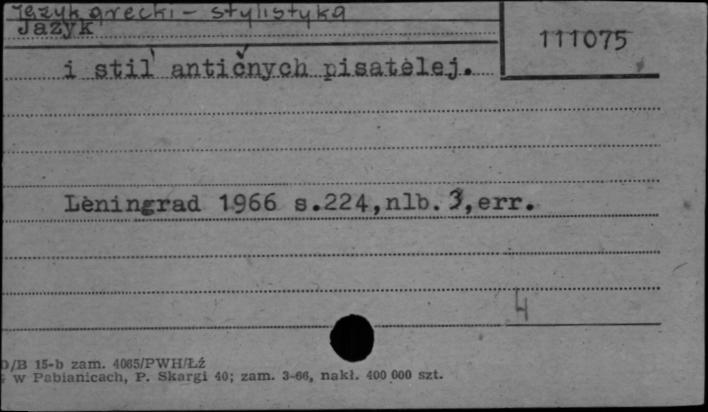 Język grecki - stylistyka
Jazyk
111075
i stil' antičnych pisatelej.
Leningrad 1966 s.224,nlb.3,err.
4
D/B 15-b zam. 4065/PWH/Łź
w Pabianicach, P. Skargi 40; zam. 3-66, nakł. 400 000 szt.